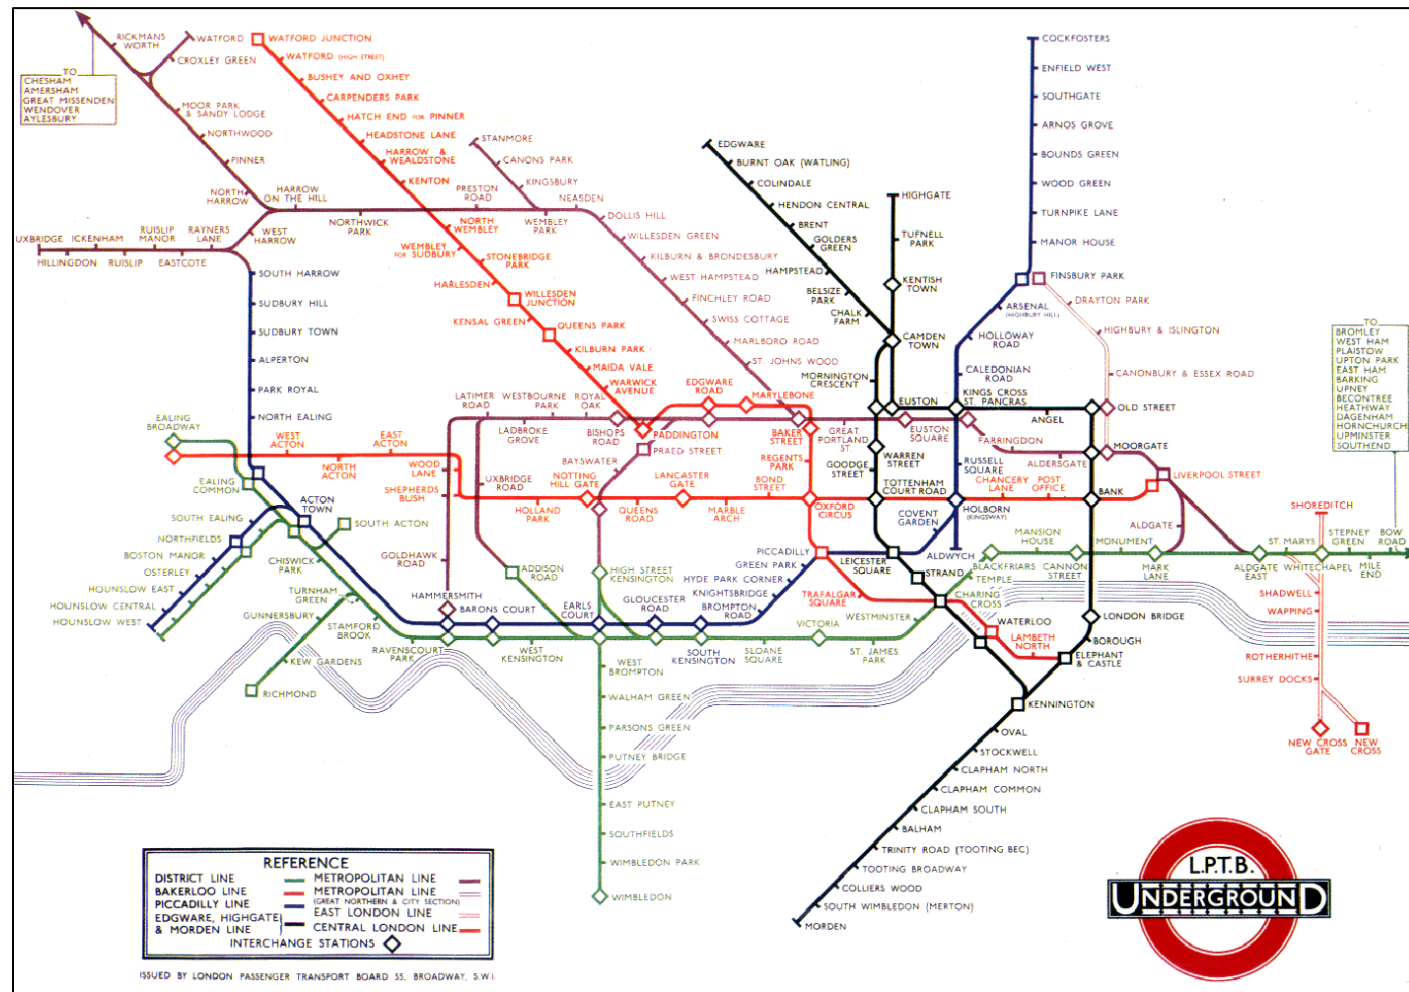 RICKMANS
WORTH
WATFORD
CROXLEY GREEN
TO
CHESHAM
AMERSHAM
GREAT MISSENDEN
WENDOVER
AYLESBURY
MOOR PARK
& SANDY LODGE
NORTHWOOD
PINNER
NORTH
HARROW
HARROW
ON THE HILL
NORTHWICK
PARK
PRESTON
ROAD
WEMBLEY
PARK
NEASDEN
STANMORE
CANONS PARK
KINGSBURY
DOLLIS HILL
WILLESDEN GREEN
KILBURN & BRONDESBURY
WEST HAMPSTEAD
FINCHLEY ROAD
SWISS COTTAGE
MARLBORO ROAD
ST. JOHNS WOOD
WATFORD JUNCTION
WATFORD (HIGH STREET)
BUSHEY AND OXHEY
CARPENDERS PARK
HATCH END FOR PINNER
HEADSTONE LANE
HARROW &
WEALDSTONE
KENTON
NORTH
WEMBLEY
WEMBLEY
FOR SUDBURY
STONEBRIDGE
PARK
HARLESDEN
WILLESDEN
JUNCTION
KENSAL GREEN
QUEENS PARK
KILBURN PARK
MAIDA VALE
WARWICK
AVENUE
PADDINGTON
EDGWARE
ROAD
MARYLEBONE
BAKER
STREET
REGENTS
PARK
UXBRIDGE
ICKENHAM
RUISLIP
MANOR
RAYNERS
LANE
HILLINGDON
RUISLIP
EASTCOTE
WEST
HARROW
SOUTH HARROW
SUDBURY HILL
SUDBURY TOWN
ALPERTON
PARK ROYAL
NORTH EALING
EALING
BROADWAY
EALING
COMMON
WEST
ACTON
NORTH
ACTON
EAST
ACTON
WOOD
LANE
SHEPHERDS
BUSH
HOLLAND
PARK
NOTTING
HILL GATE
QUEENS
ROAD
LANCASTER
GATE
MARBLE
ARCH
BOND
STREET
OXFORD
CIRCUS
TOTTENHAM
COURT ROAD
HOLBORN
(KINGSWAY)
CHANCERY
LANE
POST
OFFICE
BANK
LIVERPOOL STREET
LATIMER
ROAD
WESTBOURNE
PARK
ROYAL
OAK
LADBROKE
GROVE
BISHOPS
ROAD
PRAED STREET
BAYSWATER
UXBRIDGE
ROAD
GOLDHAWK
ROAD
HAMMERSMITH
ADDISON
ROAD
HIGH STREET
KENSINGTON
GREAT
PORTLAND
ST.
EUSTON
SQUARE
FARRINGDON
ALDERSGATE
MOORGATE
ALDGATE
EDGWARE
BURNT OAK (WATLING)
COLINDALE
HENDON CENTRAL
BRENT
GOLDERS
GREEN
HAMPSTEAD
BELSIZE
PARK
CHALK
FARM
HIGHGATE
TUFNELL
PARK
KENTISH
TOWN
CAMDEN
TOWN
MORNINGTON
CRESCENT
EUSTON
WARREN
STREET
GOODGE
STREET
KINGS CROSS
ST. PANCRAS
ANGEL
OLD STREET
COCKFOSTERS
ENFIELD WEST
SOUTHGATE
ARNOS GROVE
BOUNDS GREEN
WOOD GREEN
TURNPIKE LANE
MANOR HOUSE
FINSBURY PARK
ARSENAL
(HIGHBURY HILL)
HOLLOWAY
ROAD
CALEDONIAN
ROAD
RUSSELL
SQUARE
DRAYTON PARK
HIGHBURY & ISLINGTON
CANONBURY & ESSEX ROAD
TO
BROMLEY
WEST HAM
PLAISTOW
UPTON PARK
EAST HAM
BARKING
UPNEY
BECONTREE
HEATHWAY
DAGENHAM
HORNCHURCH
UPMINSTER
SOUTHEND
COVENT
GARDEN
ALDWYCH
LEICESTER
SQUARE
PICCADILLY
GREEN PARK
HYDE PARK CORNER
KNIGHTSBRIDGE
BROMPTON
ROAD
GLOUCESTER
ROAD
SOUTH
KENSINGTON
EARLS
COURT
BARONS COURT
ACTON
TOWN
SOUTH EALING
NORTHFIELDS
BOSTON MANOR
OSTERLEY
HOUNSLOW EAST
HOUNSLOW CENTRAL
HOUNSLOW WEST
SOUTH ACTON
CHISWICK
PARK
TURNHAM
GREEN
GUNNERSBURY
KEW GARDENS
RICHMOND
STAMFORD
BROOK
RAVENSCOURT
PARK
WEST
KENSINGTON
WEST
BROMPTON
WALHAM GREEN
PARSONS GREEN
PUTNEY BRIDGE
EAST PUTNEY
SOUTHFIELDS
WIMBLEDON PARK
WIMBLEDON
SLOANE
SQUARE
VICTORIA
ST. JAMES
PARK
WESTMINSTER
CHARING
CROSS
TEMPLE
BLACKFRIARS
MANSION
HOUSE
CANNON
STREET
MONUMENT
MARK
LANE
ALDGATE
EAST
ST. MARYS
WHITECHAPEL
STEPNEY
GREEN
MILE
END
BOW
ROAD
SHOREDITCH
SHADWELL
WAPPING
ROTHERHITHE
SURREY DOCKS
NEW CROSS
GATE
NEW
CROSS
STRAND
TRAFALGAR
SQUARE
WATERLOO
LAMBETH
NORTH
ELEPHANT
& CASTLE
LONDON BRIDGE
BOROUGH
KENNINGTON
OVAL
STOCKWELL
CLAPHAM NORTH
CLAPHAM COMMON
CLAPHAM SOUTH
BALHAM
TRINITY ROAD (TOOTING BEC)
TOOTING BROADWAY
COLLIERS WOOD
SOUTH WIMBLEDON (MERTON)
MORDEN
REFERENCE
DISTRICT LINE
BAKERLOO LINE
PICCADILLY LINE
EDGWARE, HIGHGATE
& MORDEN LINE
METROPOLITAN LINE
METROPOLITAN LINE
(GREAT NORTHERN & CITY SECTION)
EAST LONDON LINE
CENTRAL LONDON LINE
INTERCHANGE STATIONS
ISSUED BY LONDON PASSENGER TRANSPORT BOARD 55, BROADWAY, S.W.1.
L.P.T.B.
UNDERGROUND